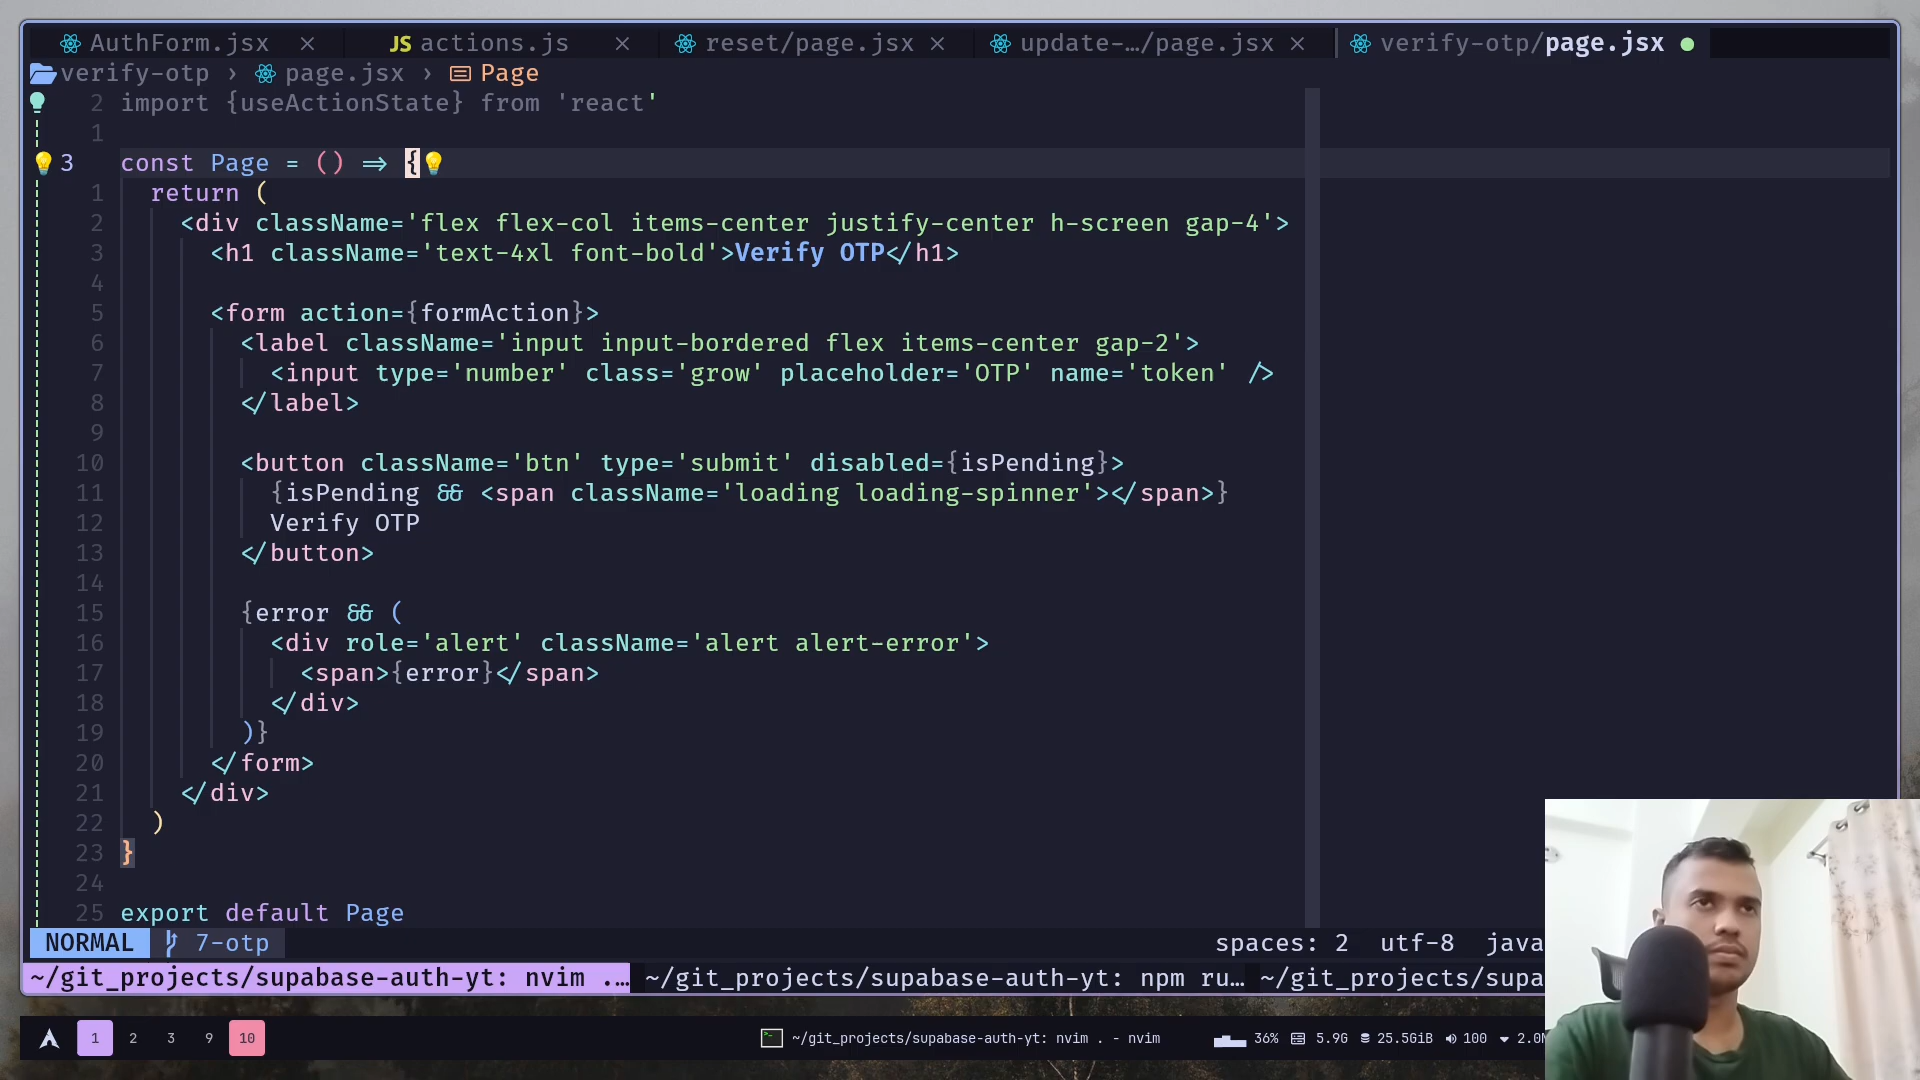 AuthForm.jsx × JS actions.js × reset/page.jsx × update-…/page.jsx × verify-otp/page.jsx ●
verify-otp › page.jsx › Page
2 import {useActionState} from 'react'
1
3 const Page = () => {
1 return (
2 <div className='flex flex-col items-center justify-center h-screen gap-4'>
3 <h1 className='text-4xl font-bold'>Verify OTP</h1>
4
5 <form action={formAction}>
6 <label className='input input-bordered flex items-center gap-2'>
7 <input type='number' class='grow' placeholder='OTP' name='token' />
8 </label>
9
10 <button className='btn' type='submit' disabled={isPending}>
11 {isPending && <span className='loading loading-spinner'></span>}
12 Verify OTP
13 </button>
14
15 {error && (
16 <div role='alert' className='alert alert-error'>
17 <span>{error}</span>
18 </div>
19 )}
20 </form>
21 </div>
22 )
23 }
24
25 export default Page
NORMAL 7-otp spaces: 2 utf-8 java
~/git_projects/supabase-auth-yt: nvim .… ~/git_projects/supabase-auth-yt: npm ru… ~/git_projects/supa
1 2 3 9 10 ~/git_projects/supabase-auth-yt: nvim . - nvim 36% 5.9G 25.5GiB 100 2.0